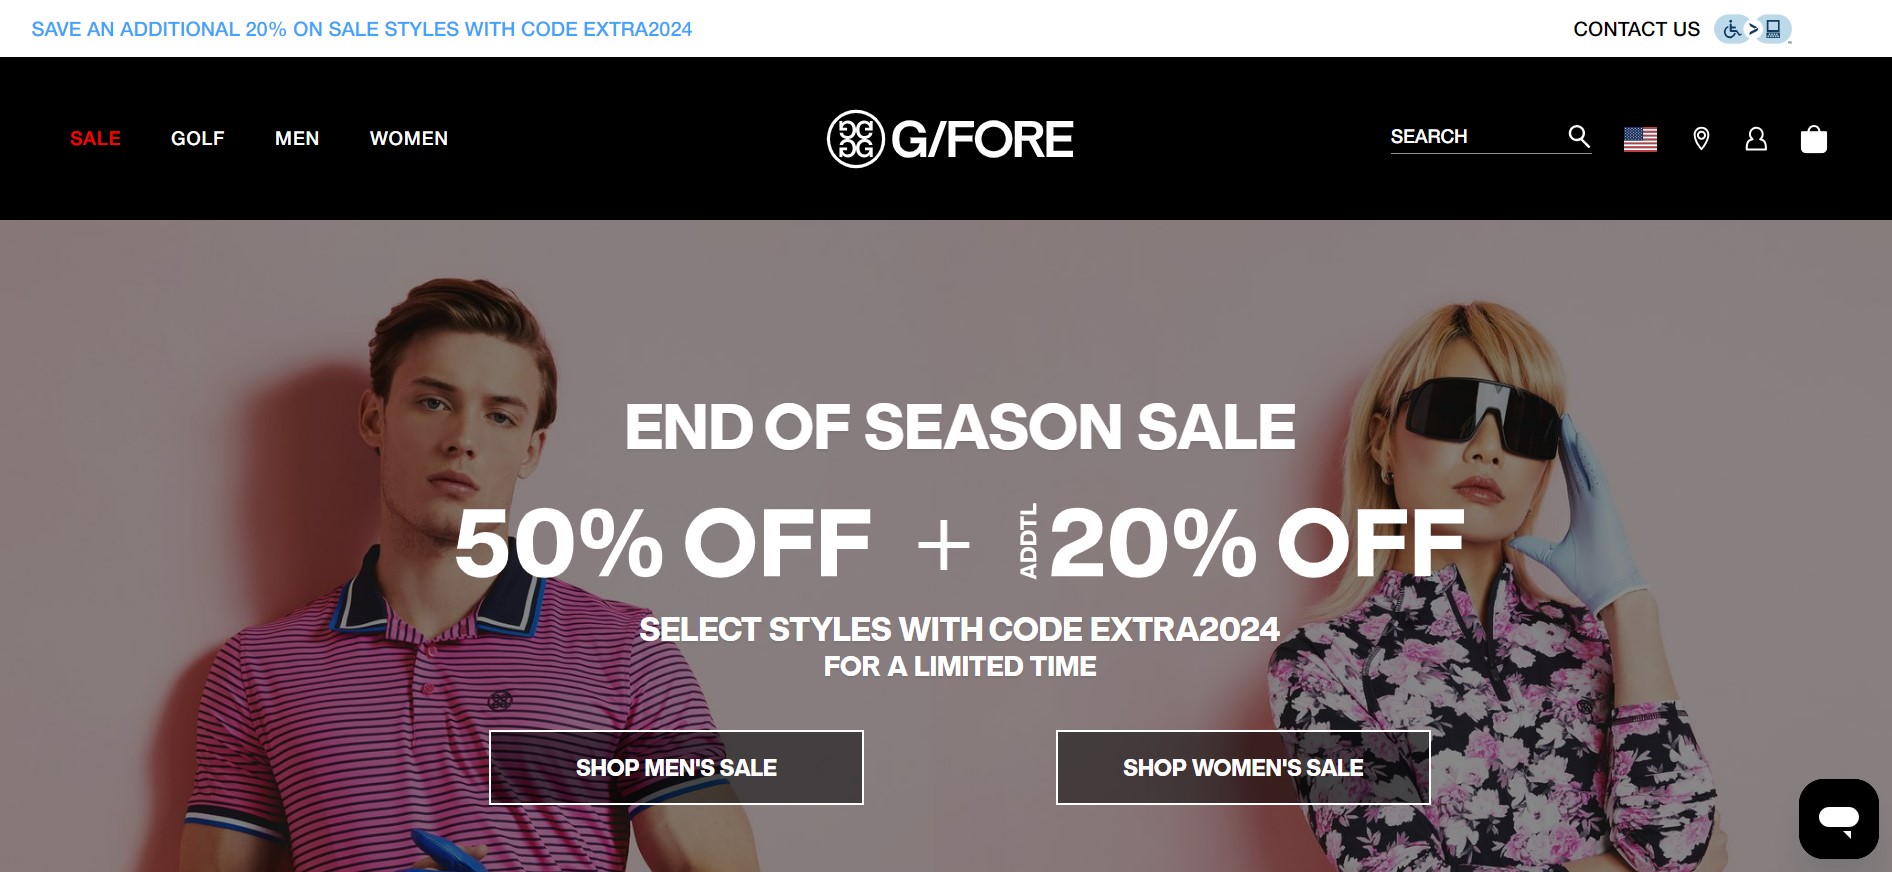 SAVE AN ADDITIONAL 20% ON SALE STYLES WITH CODE EXTRA2024
CONTACT US
SALE GOLF MEN WOMEN
G/FORE
SEARCH
END OF SEASON SALE
50% OFF + ADDTL 20% OFF
SELECT STYLES WITH CODE EXTRA2024
FOR A LIMITED TIME
SHOP MEN'S SALE
SHOP WOMEN'S SALE